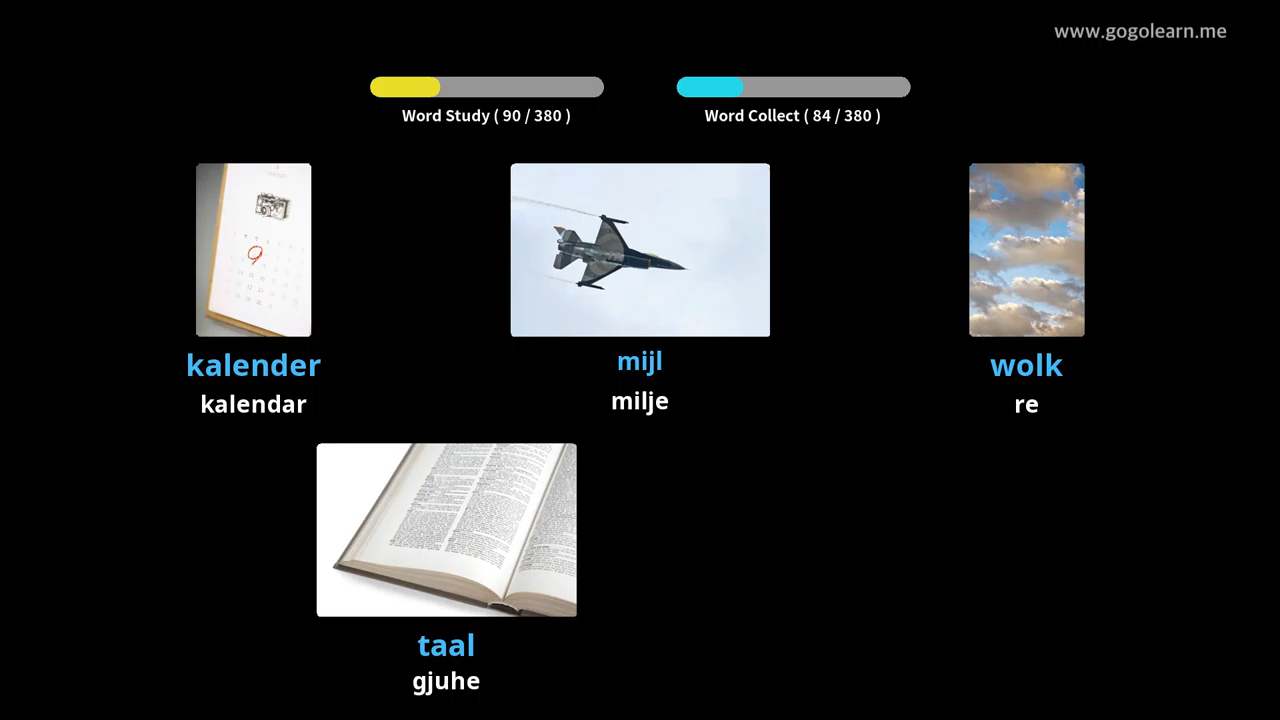 www.gogolearn.me
Word Study ( 90 / 380 )
Word Collect ( 84 / 380 )
kalender
kalendar
mijl
milje
wolk
re
taal
gjuhe